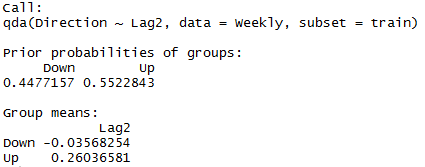 Call:
qda(Direction ~ Lag2, data = Weekly, subset = train)
Prior probabilities of groups:
Down Up
0.4477157 0.5522843
Group means:
Lag2
Down -0.03568254
Up 0.26036581